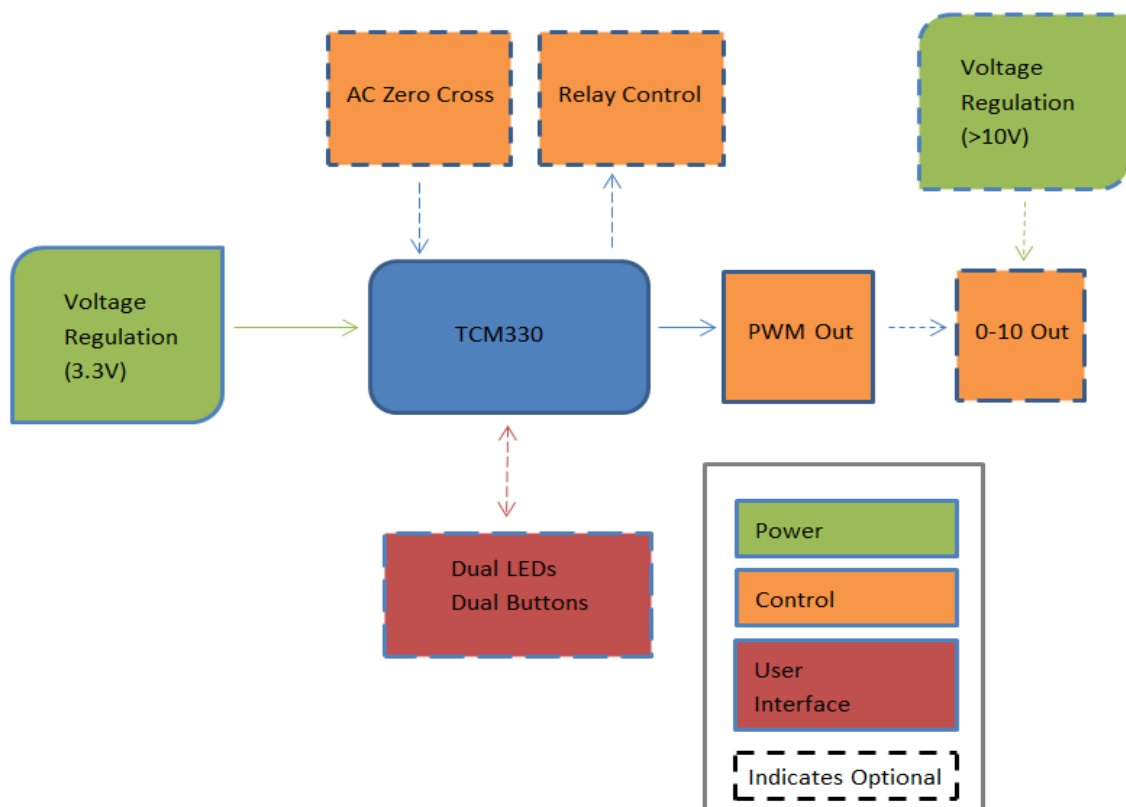 AC Zero Cross
Relay Control
Voltage
Regulation
(>10V)
Voltage
Regulation
(3.3V)
TCM330
PWM Out
0-10 Out
Dual LEDs
Dual Buttons
Power
Control
User
Interface
Indicates Optional